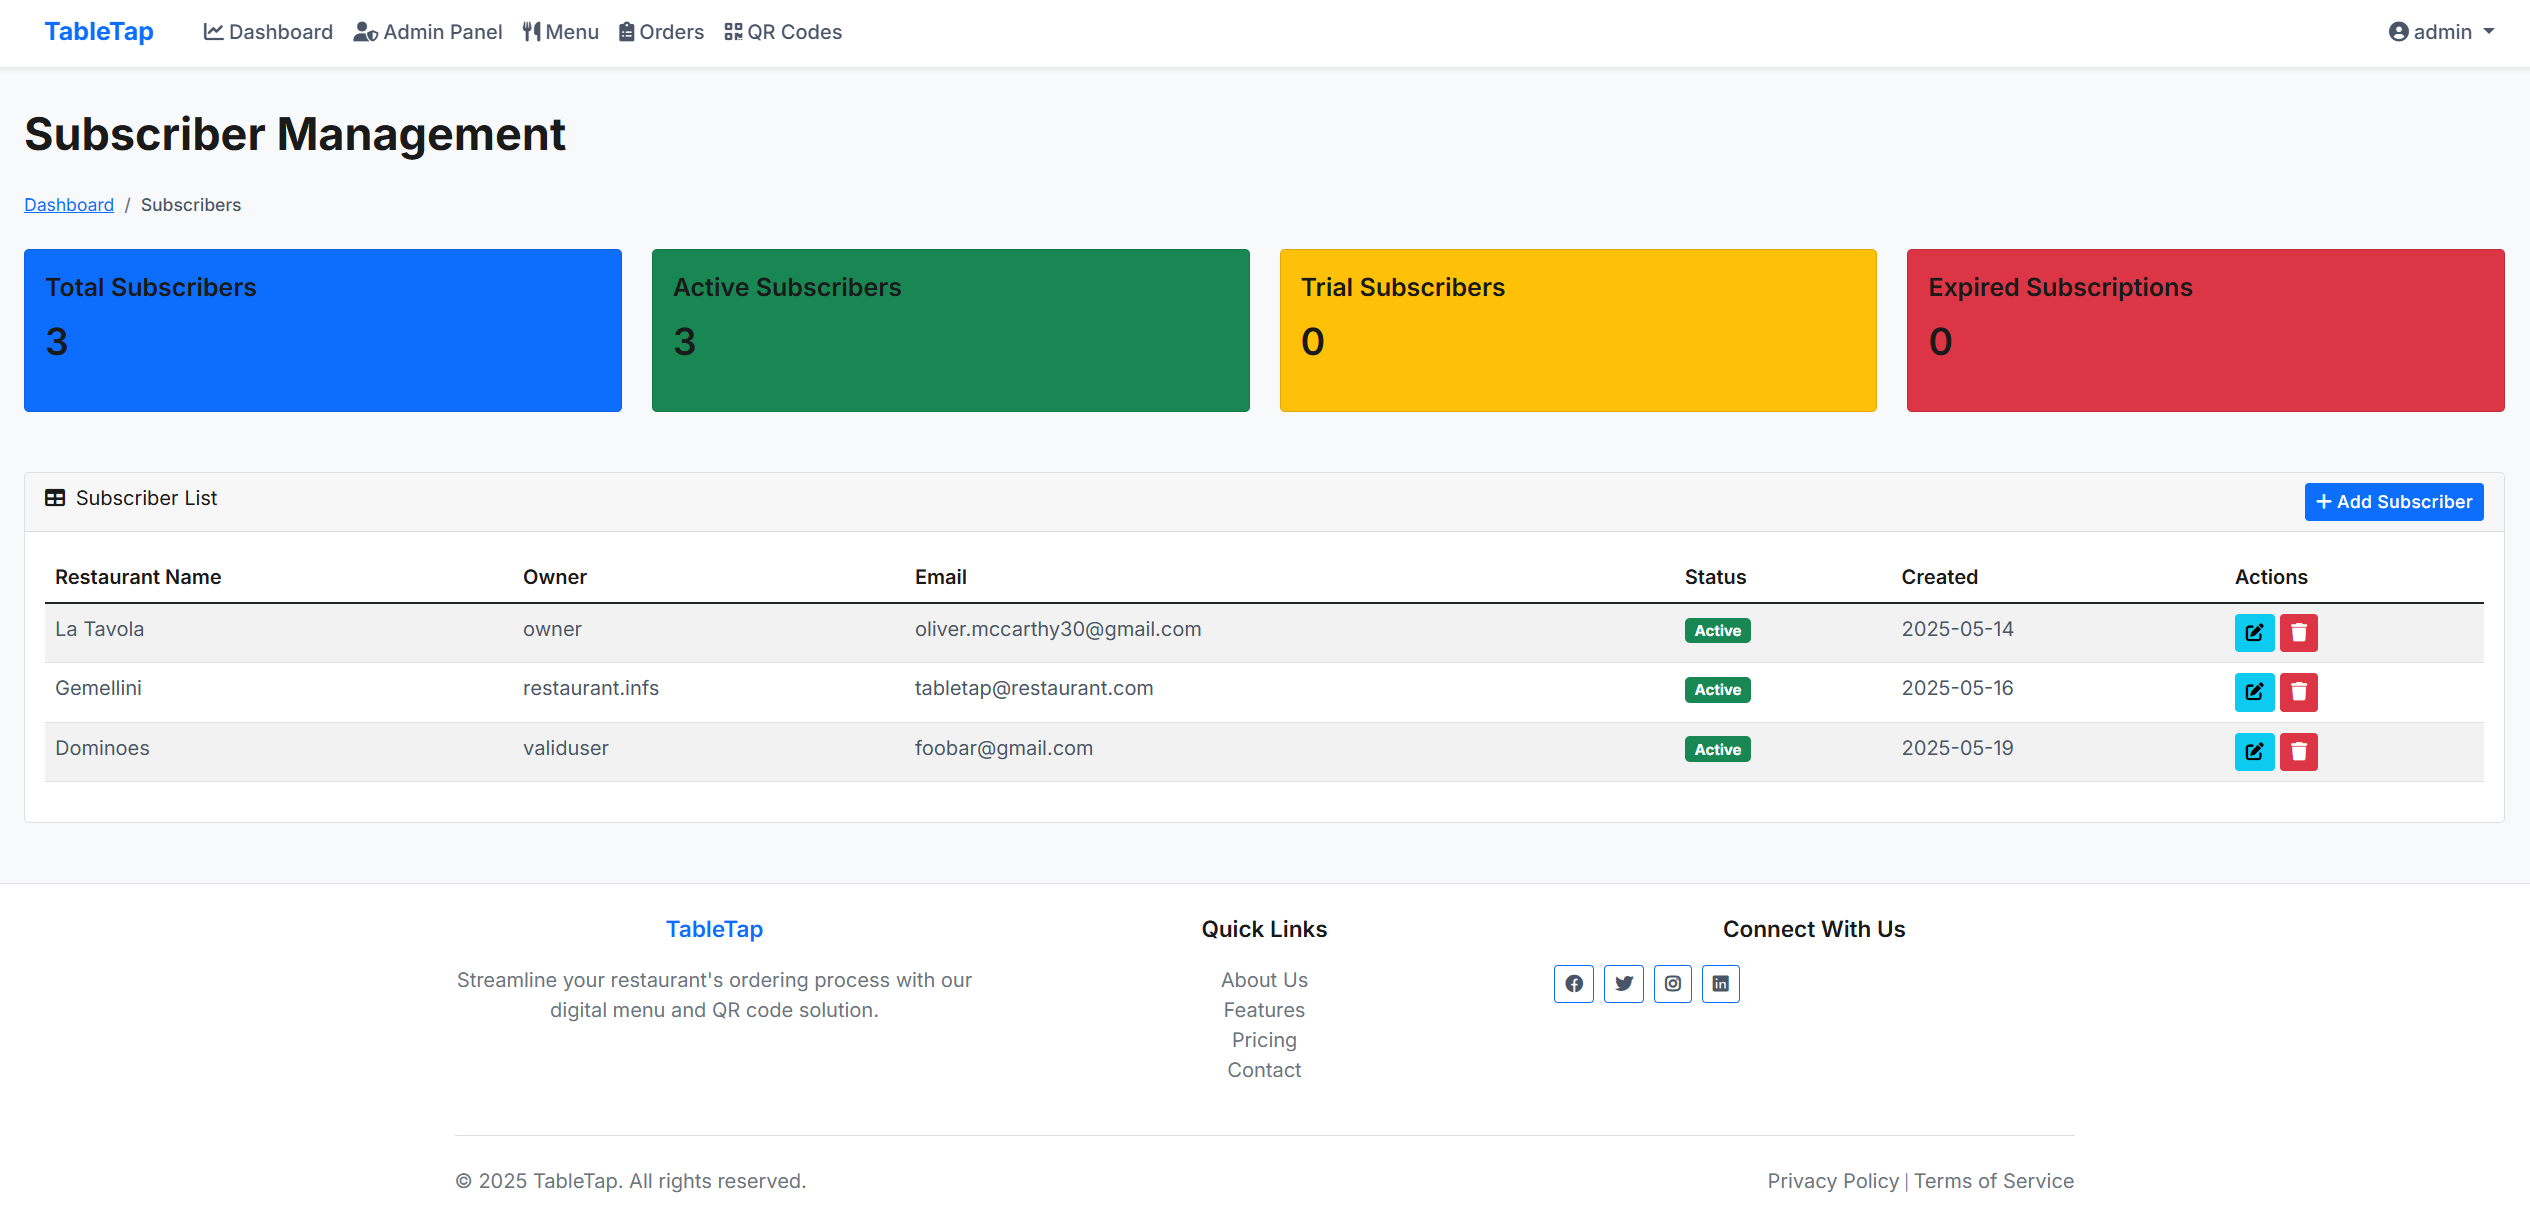 TableTap Dashboard Admin Panel Menu Orders QR Codes admin
Subscriber Management
Dashboard / Subscribers
Total Subscribers
3
Active Subscribers
3
Trial Subscribers
0
Expired Subscriptions
0
Subscriber List
Add Subscriber
Restaurant Name Owner Email Status Created Actions
La Tavola owner oliver.mccarthy30@gmail.com Active 2025-05-14
Gemellini restaurant.infs tabletap@restaurant.com Active 2025-05-16
Dominoes validuser foobar@gmail.com Active 2025-05-19
TableTap
Streamline your restaurant's ordering process with our
digital menu and QR code solution.
Quick Links
About Us
Features
Pricing
Contact
Connect With Us
© 2025 TableTap. All rights reserved.
Privacy Policy | Terms of Service